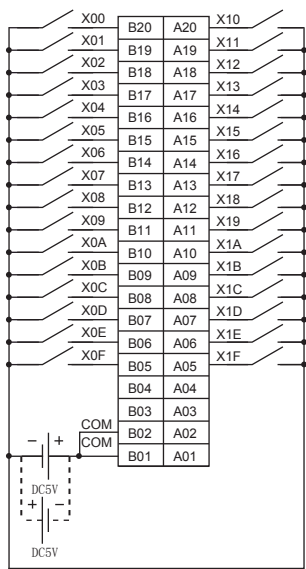 X00 B20 A20 X10
X01 B19 A19 X11
X02 B18 A18 X12
X03 B17 A17 X13
X04 B16 A16 X14
X05 B15 A15 X15
X06 B14 A14 X16
X07 B13 A13 X17
X08 B12 A12 X18
X09 B11 A11 X19
X0A B10 A10 X1A
X0B B09 A09 X1B
X0C B08 A08 X1C
X0D B07 A07 X1D
X0E B06 A06 X1E
X0F B05 A05 X1F
B04 A04
B03 A03
COM B02 A02
COM B01 A01
− +
DC5V
+ −
DC5V